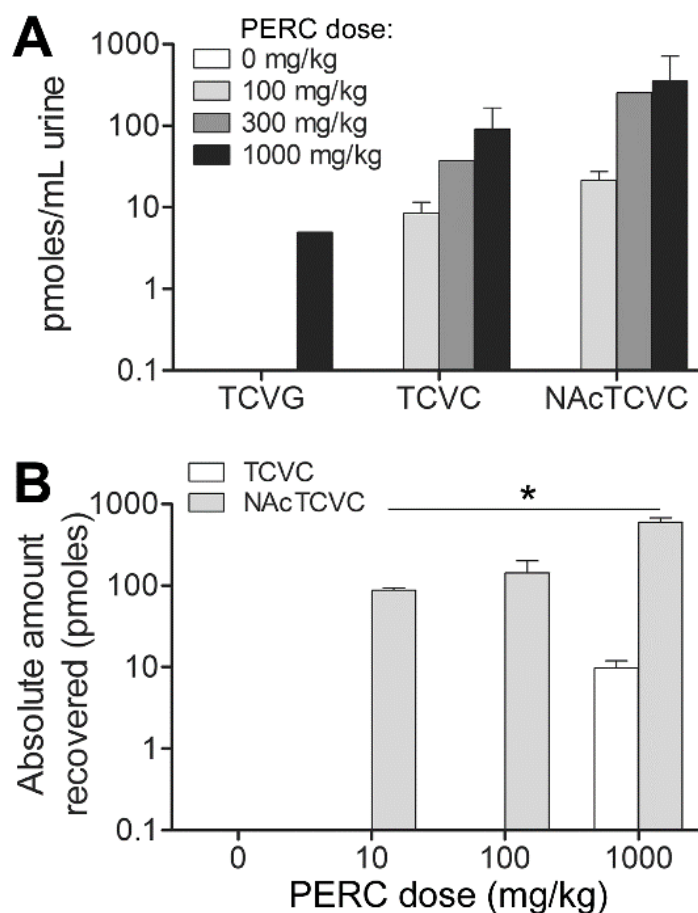 A
PERC dose:
0 mg/kg
100 mg/kg
300 mg/kg
1000 mg/kg
pmoles/mL urine
1000
100
10
1
0.1
TCVG TCVC NAcTCVC
B
TCVC
NAcTCVC
*
Absolute amount
recovered (pmoles)
1000
100
10
1
0.1
0 10 100 1000
PERC dose (mg/kg)